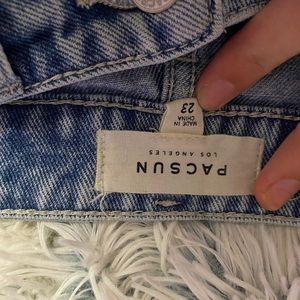 PACSUN
LOS ANGELES
23
MADE IN
CHINA